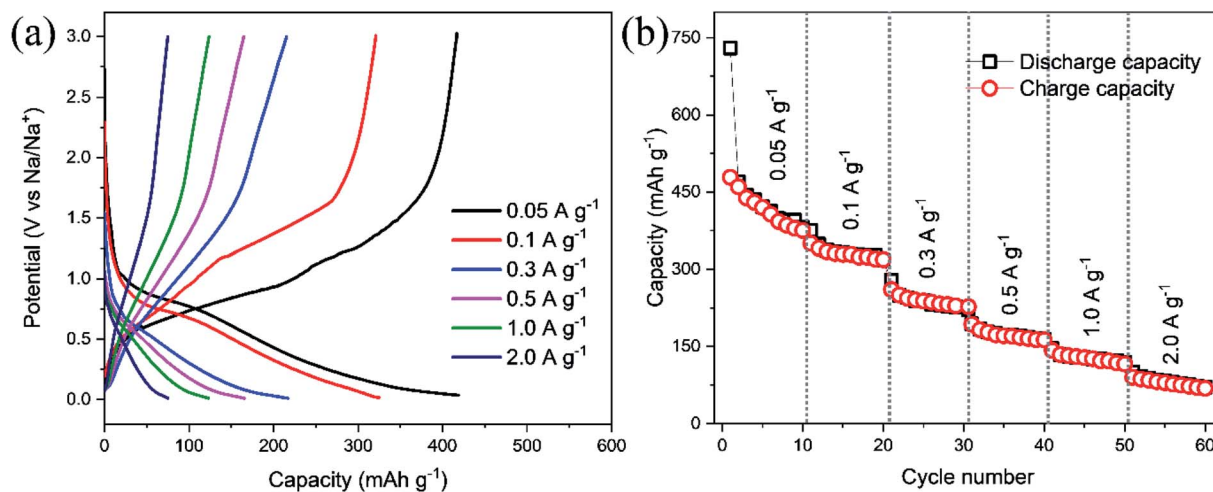 (a)
3.0
2.5
2.0
1.5
1.0
0.5
0.0
Potential (V vs Na/Na⁺)
0.05 A g⁻¹
0.1 A g⁻¹
0.3 A g⁻¹
0.5 A g⁻¹
1.0 A g⁻¹
2.0 A g⁻¹
0 100 200 300 400 500 600
Capacity (mAh g⁻¹)
(b)
750
600
450
300
150
0
Capacity (mAh g⁻¹)
Discharge capacity
Charge capacity
0.05 A g⁻¹
0.1 A g⁻¹
0.3 A g⁻¹
0.5 A g⁻¹
1.0 A g⁻¹
2.0 A g⁻¹
0 10 20 30 40 50 60
Cycle number